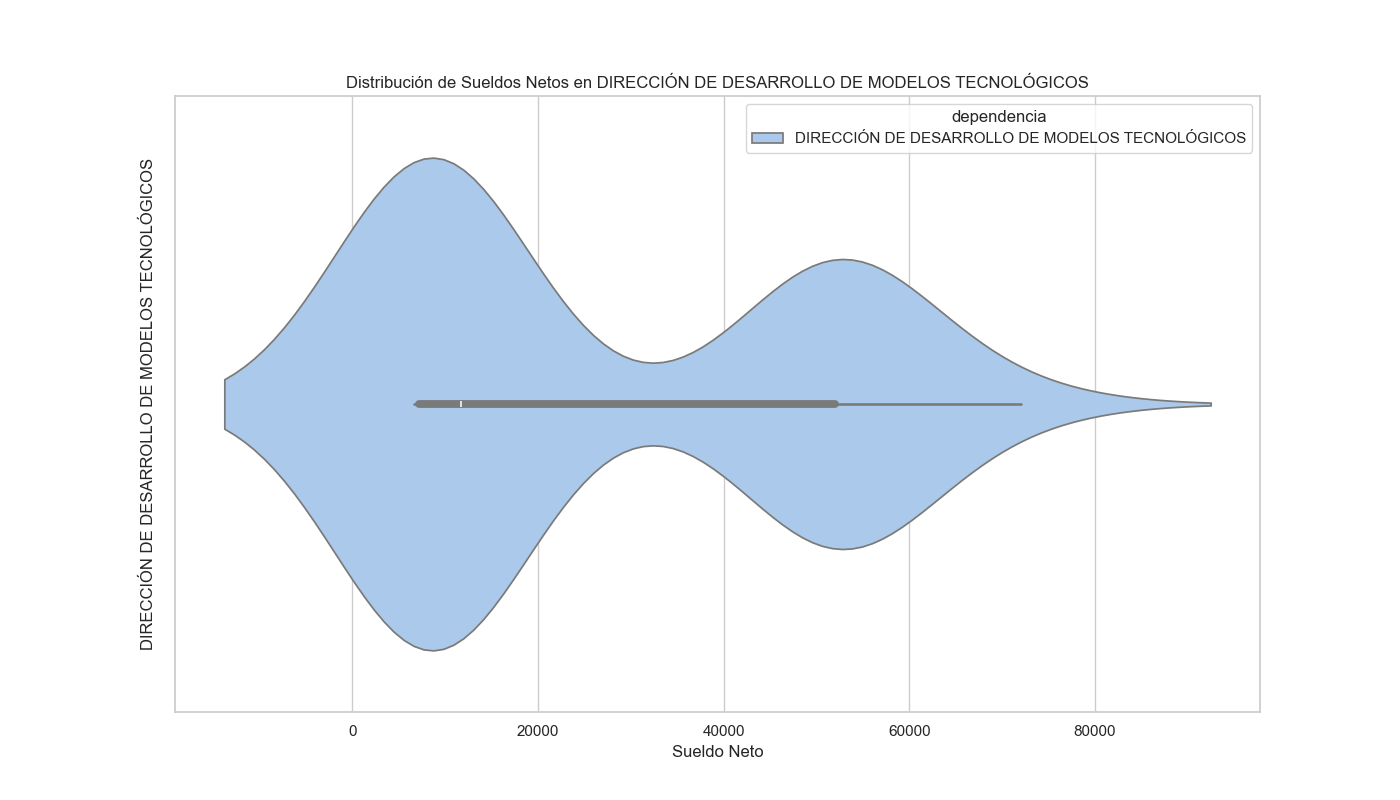 Distribución de Sueldos Netos en DIRECCIÓN DE DESARROLLO DE MODELOS TECNOLÓGICOS
dependencia
DIRECCIÓN DE DESARROLLO DE MODELOS TECNOLÓGICOS
DIRECCIÓN DE DESARROLLO DE MODELOS TECNOLÓGICOS
0 20000 40000 60000 80000
Sueldo Neto